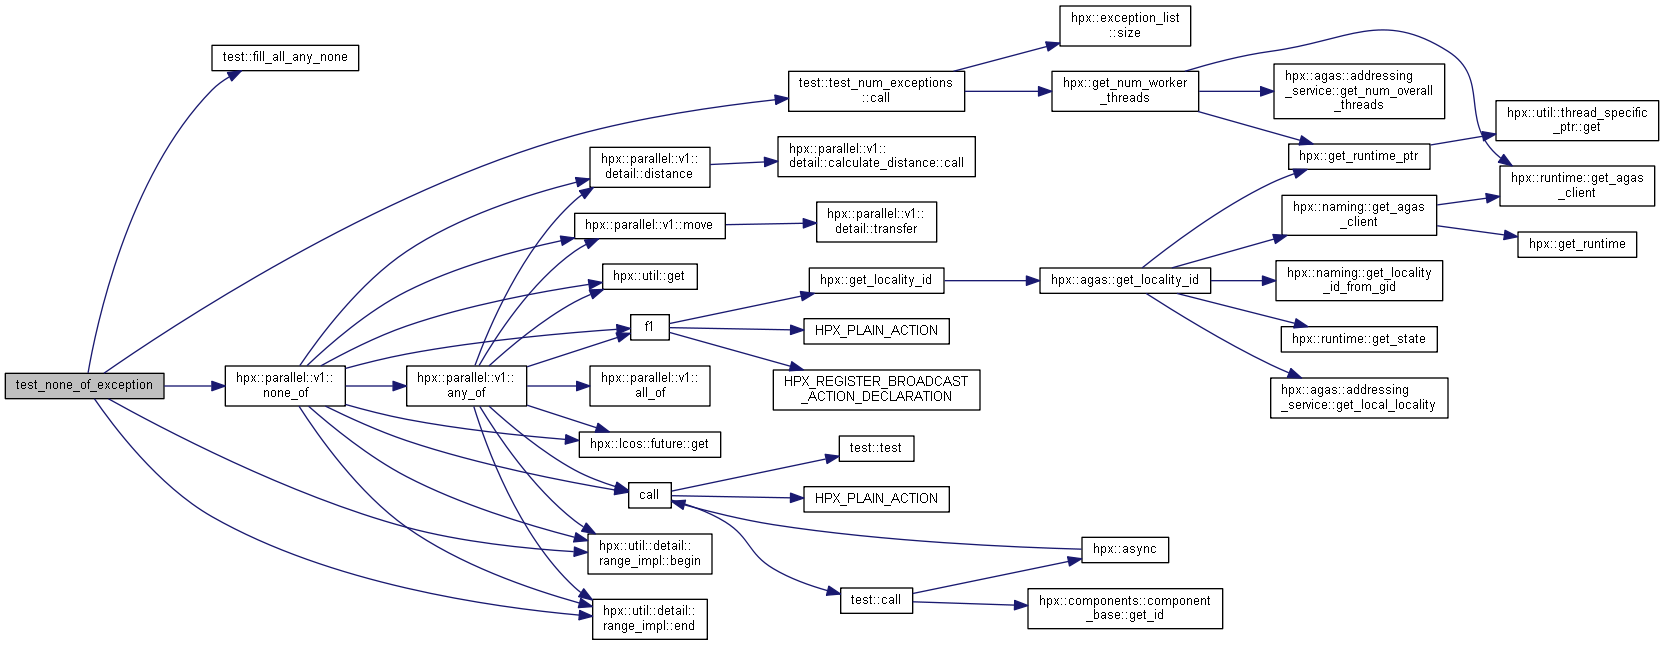 test_none_of_exception
test::fill_all_any_none
hpx::parallel::v1::
none_of
hpx::parallel::v1::
any_of
hpx::parallel::v1::
detail::distance
hpx::parallel::v1::move
hpx::util::get
f1
hpx::parallel::v1::
all_of
hpx::lcos::future::get
call
hpx::util::detail::
range_impl::begin
hpx::util::detail::
range_impl::end
test::test_num_exceptions
::call
hpx::parallel::v1::
detail::calculate_distance::call
hpx::parallel::v1::
detail::transfer
hpx::get_locality_id
HPX_PLAIN_ACTION
HPX_REGISTER_BROADCAST
_ACTION_DECLARATION
test::test
HPX_PLAIN_ACTION
test::call
hpx::exception_list
::size
hpx::get_num_worker
_threads
hpx::agas::get_locality_id
hpx::async
hpx::components::component
_base::get_id
hpx::agas::addressing
_service::get_num_overall
_threads
hpx::get_runtime_ptr
hpx::naming::get_agas
_client
hpx::naming::get_locality
_id_from_gid
hpx::runtime::get_state
hpx::agas::addressing
_service::get_local_locality
hpx::util::thread_specific
_ptr::get
hpx::runtime::get_agas
_client
hpx::get_runtime